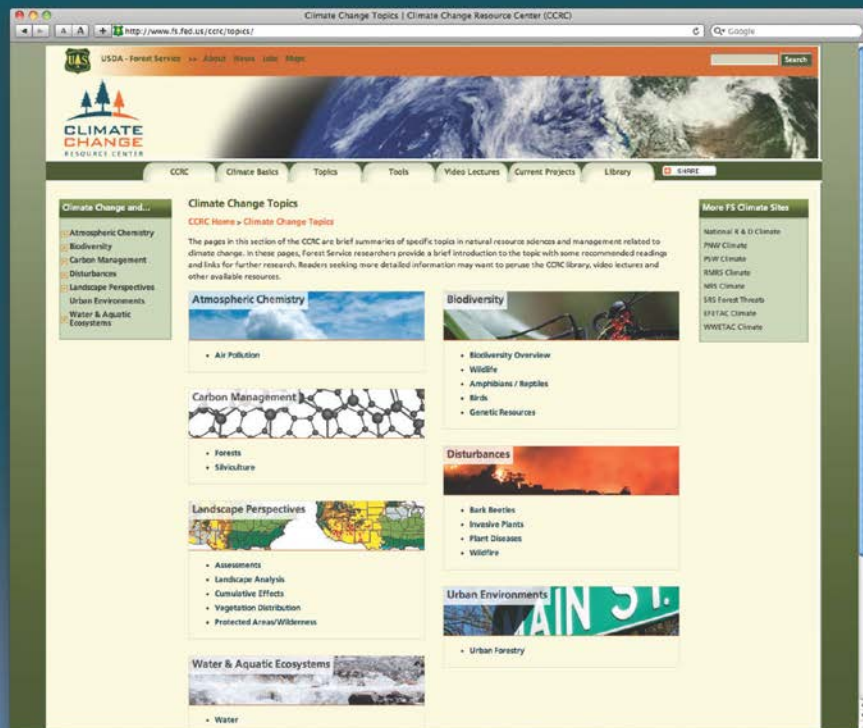 Climate Change Topics | Climate Change Resource Center (CCRC)
A A + http://www.fs.fed.us/ccrc/topics/ Google
UAS USDA - Forest Service >> About News Jobs Maps Search
CLIMATE
CHANGE
RESOURCE CENTER
CCRC Climate Basics Topics Tools Video Lectures Current Projects Library SHARE
Climate Change and...
Atmospheric Chemistry
Biodiversity
Carbon Management
Disturbances
Landscape Perspectives
Urban Environments
Water & Aquatic
Ecosystems
Climate Change Topics
CCRC Home > Climate Change Topics
The pages in this section of the CCRC are brief summaries of specific topics in natural resource sciences and management related to
climate change. In these pages, Forest Service researchers provide a brief introduction to the topic with some recommended readings
and links for further research. Readers seeking more detailed information may want to peruse the CCRC library, video lectures and
other available resources.
Atmospheric Chemistry
• Air Pollution
Carbon Management
• Forests
• Silviculture
Landscape Perspectives
• Assessments
• Landscape Analysis
• Cumulative Effects
• Vegetation Distribution
• Protected Areas/Wilderness
Water & Aquatic Ecosystems
• Water
Biodiversity
• Biodiversity Overview
• Wildlife
• Amphibians / Reptiles
• Birds
• Genetic Resources
Disturbances
• Bark Beetles
• Invasive Plants
• Plant Diseases
• Wildfire
Urban Environments
MAIN ST.
• Urban Forestry
More FS Climate Sites
National R & D Climate
PNW Climate
PSW Climate
RMRS Climate
NRS Climate
SRS Forest Threats
EFETAC Climate
WWETAC Climate